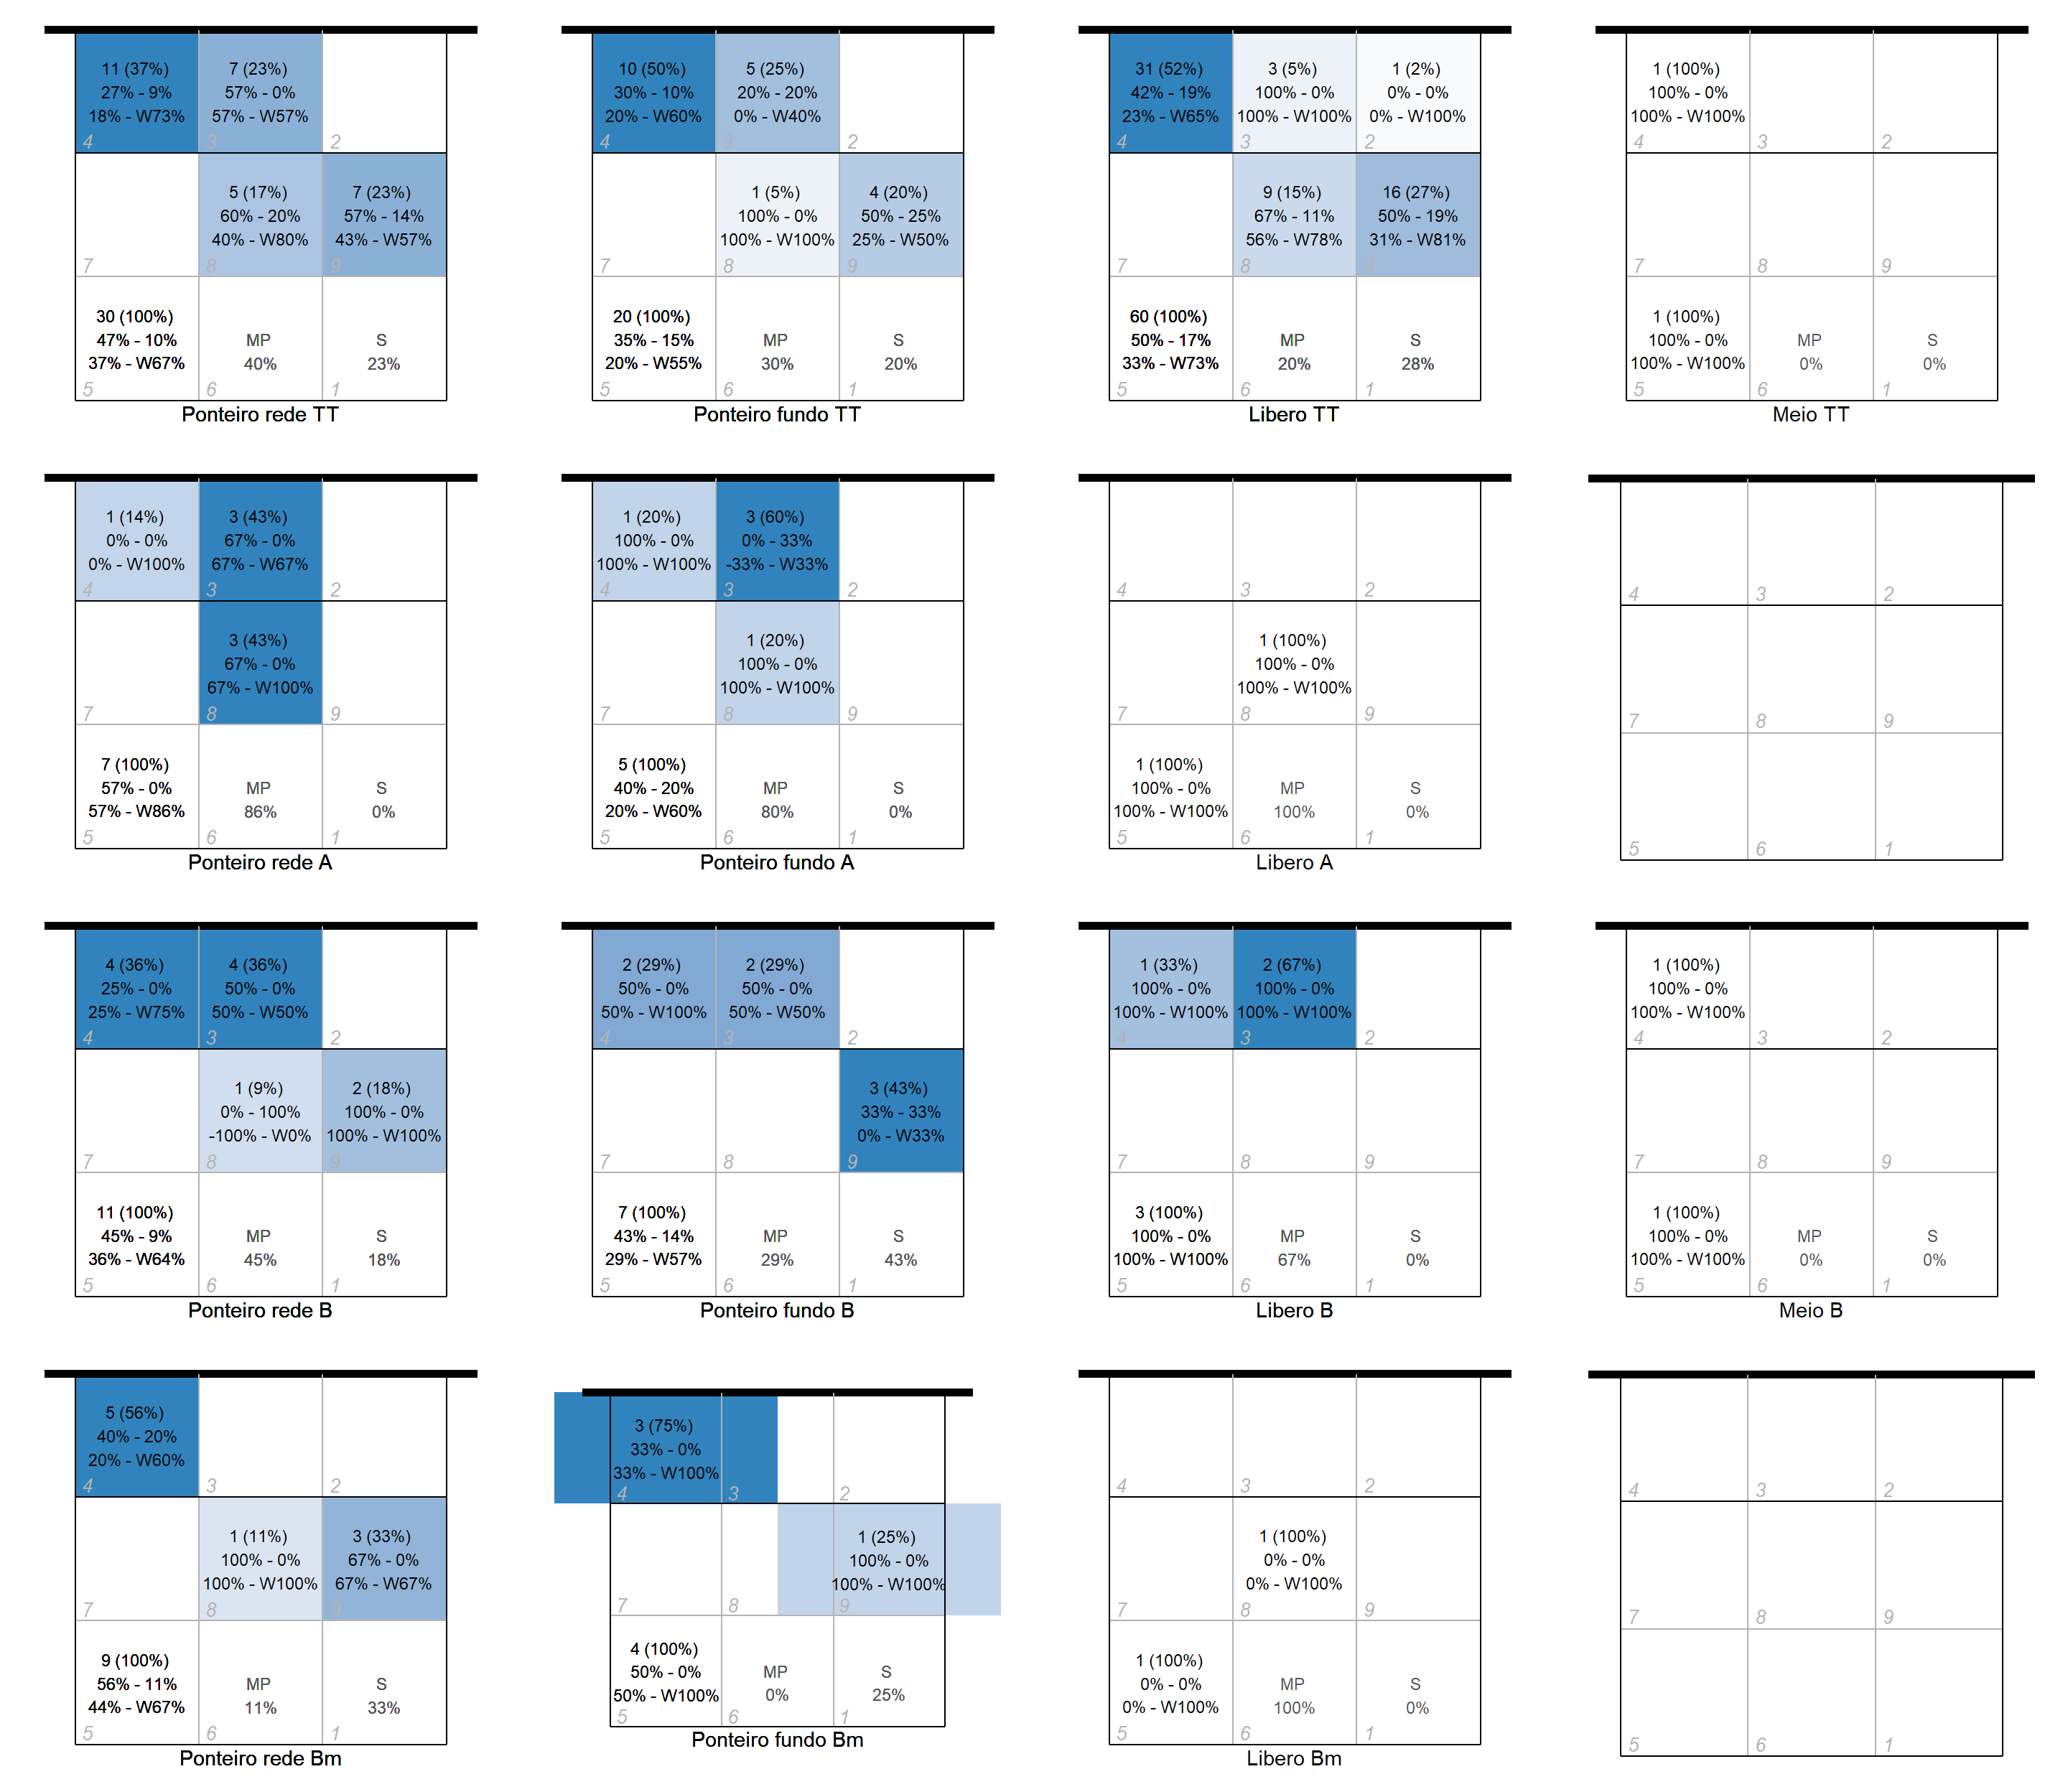 11 (37%)
27% - 9%
18% - W73%
7 (23%)
57% - 0%
57% - W57%
4
3
2
5 (17%)
60% - 20%
40% - W80%
7 (23%)
57% - 14%
43% - W57%
7
8
9
30 (100%)
47% - 10%
37% - W67%
MP
40%
S
23%
5
6
1
Ponteiro rede TT
10 (50%)
30% - 10%
20% - W60%
5 (25%)
20% - 20%
0% - W40%
4
3
2
1 (5%)
100% - 0%
100% - W100%
4 (20%)
50% - 25%
25% - W50%
7
8
9
20 (100%)
35% - 15%
20% - W55%
MP
30%
S
20%
5
6
1
Ponteiro fundo TT
31 (52%)
42% - 19%
23% - W65%
3 (5%)
100% - 0%
100% - W100%
1 (2%)
0% - 0%
0% - W100%
4
3
2
9 (15%)
67% - 11%
56% - W78%
16 (27%)
50% - 19%
31% - W81%
7
8
9
60 (100%)
50% - 17%
33% - W73%
MP
20%
S
28%
5
6
1
Libero TT
1 (100%)
100% - 0%
100% - W100%
4
3
2
7
8
9
1 (100%)
100% - 0%
100% - W100%
MP
0%
S
0%
5
6
1
Meio TT
1 (14%)
0% - 0%
0% - W100%
3 (43%)
67% - 0%
67% - W67%
4
3
2
3 (43%)
67% - 0%
67% - W100%
7
8
9
7 (100%)
57% - 0%
57% - W86%
MP
86%
S
0%
5
6
1
Ponteiro rede A
1 (20%)
100% - 0%
100% - W100%
3 (60%)
0% - 33%
-33% - W33%
4
3
2
1 (20%)
100% - 0%
100% - W100%
7
8
9
5 (100%)
40% - 20%
20% - W60%
MP
80%
S
0%
5
6
1
Ponteiro fundo A
4
3
2
1 (100%)
100% - 0%
100% - W100%
7
8
9
1 (100%)
100% - 0%
100% - W100%
MP
100%
S
0%
5
6
1
Libero A
4
3
2
7
8
9
5
6
1
4 (36%)
25% - 0%
25% - W75%
4 (36%)
50% - 0%
50% - W50%
4
3
2
1 (9%)
0% - 100%
-100% - W0%
2 (18%)
100% - 0%
100% - W100%
7
8
9
11 (100%)
45% - 9%
36% - W64%
MP
45%
S
18%
5
6
1
Ponteiro rede B
2 (29%)
50% - 0%
50% - W100%
2 (29%)
50% - 0%
50% - W50%
4
3
2
3 (43%)
33% - 33%
0% - W33%
7
8
9
7 (100%)
43% - 14%
29% - W57%
MP
29%
S
43%
5
6
1
Ponteiro fundo B
1 (33%)
100% - 0%
100% - W100%
2 (67%)
100% - 0%
100% - W100%
4
3
2
7
8
9
3 (100%)
100% - 0%
100% - W100%
MP
67%
S
0%
5
6
1
Libero B
1 (100%)
100% - 0%
100% - W100%
4
3
2
7
8
9
1 (100%)
100% - 0%
100% - W100%
MP
0%
S
0%
5
6
1
Meio B
5 (56%)
40% - 20%
20% - W60%
4
3
2
1 (11%)
100% - 0%
100% - W100%
3 (33%)
67% - 0%
67% - W67%
7
8
9
9 (100%)
56% - 11%
44% - W67%
MP
11%
S
33%
5
6
1
Ponteiro rede Bm
3 (75%)
33% - 0%
33% - W100%
4
3
2
1 (25%)
100% - 0%
100% - W100%
7
8
9
4 (100%)
50% - 0%
50% - W100%
MP
0%
S
25%
5
6
1
Ponteiro fundo Bm
4
3
2
1 (100%)
0% - 0%
0% - W100%
7
8
9
1 (100%)
0% - 0%
0% - W100%
MP
100%
S
0%
5
6
1
Libero Bm
4
3
2
7
8
9
5
6
1